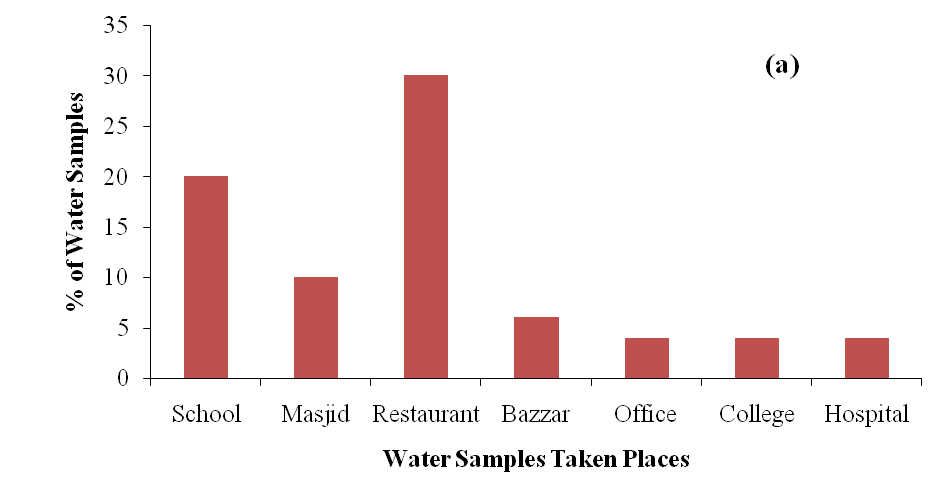 (a)
% of Water Samples
35
30
25
20
15
10
5
0
School Masjid Restaurant Bazzar Office College Hospital
Water Samples Taken Places